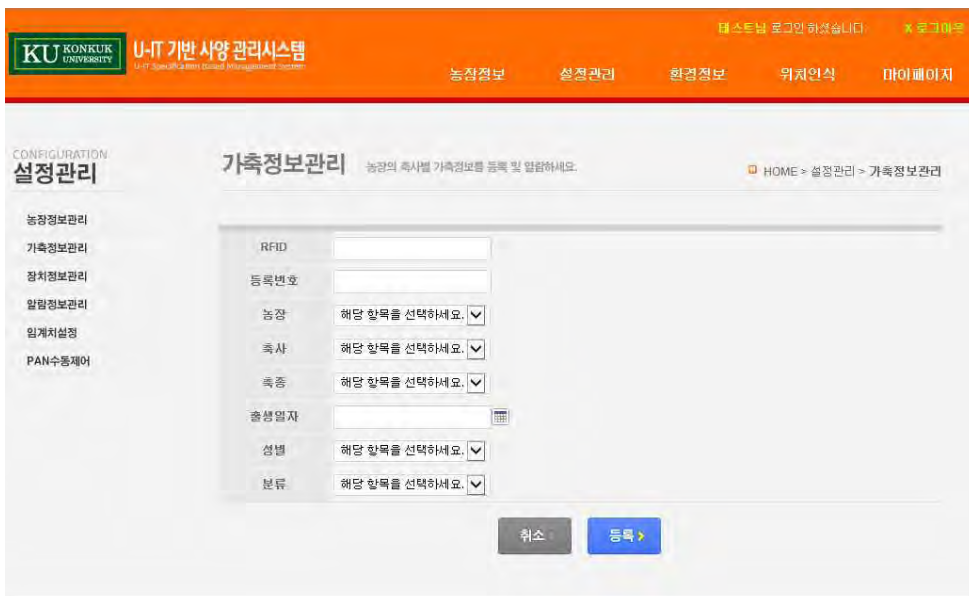 테스트님 로그인 하셨습니다. X 로그아웃
KU KONKUK UNIVERSITY
U-IT 기반 사양 관리시스템
U-IT Specification Based Management System
농장정보 설정관리 환경정보 위치인식 마이페이지
CONFIGURATION
설정관리
가축정보관리 농장의 축사별 가축정보를 등록 및 열람하세요.
HOME > 설정관리 > 가축정보관리
농장정보관리
가축정보관리
장치정보관리
알람정보관리
임계치설정
PAN수동제어
RFID
등록번호
농장 해당 항목을 선택하세요.
축사 해당 항목을 선택하세요.
축종 해당 항목을 선택하세요.
출생일자
성별 해당 항목을 선택하세요.
분류 해당 항목을 선택하세요.
취소 등록 >